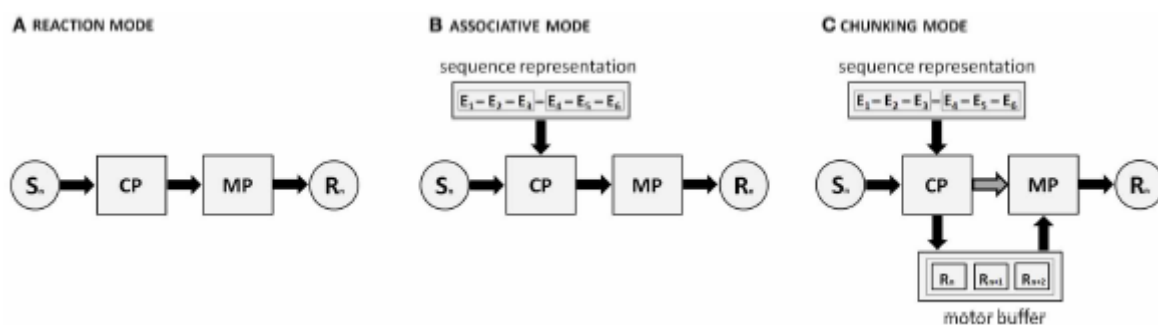 A REACTION MODE
Sₙ CP MP Rₙ
B ASSOCIATIVE MODE
sequence representation
E₁ – E₂ – E₃ – E₄ – E₅ – E₆
Sₙ CP MP Rₙ
C CHUNKING MODE
sequence representation
E₁ – E₂ – E₃ – E₄ – E₅ – E₆
Sₙ CP MP Rₙ
Rₙ Rₙ₊₁ Rₙ₊₂
motor buffer